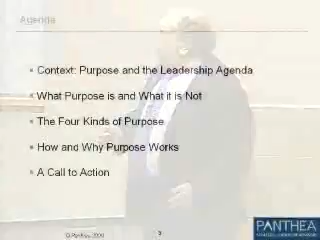 Agenda
Context: Purpose and the Leadership Agenda
What Purpose is and What it is Not
The Four Kinds of Purpose
How and Why Purpose Works
A Call to Action
PANTHEA